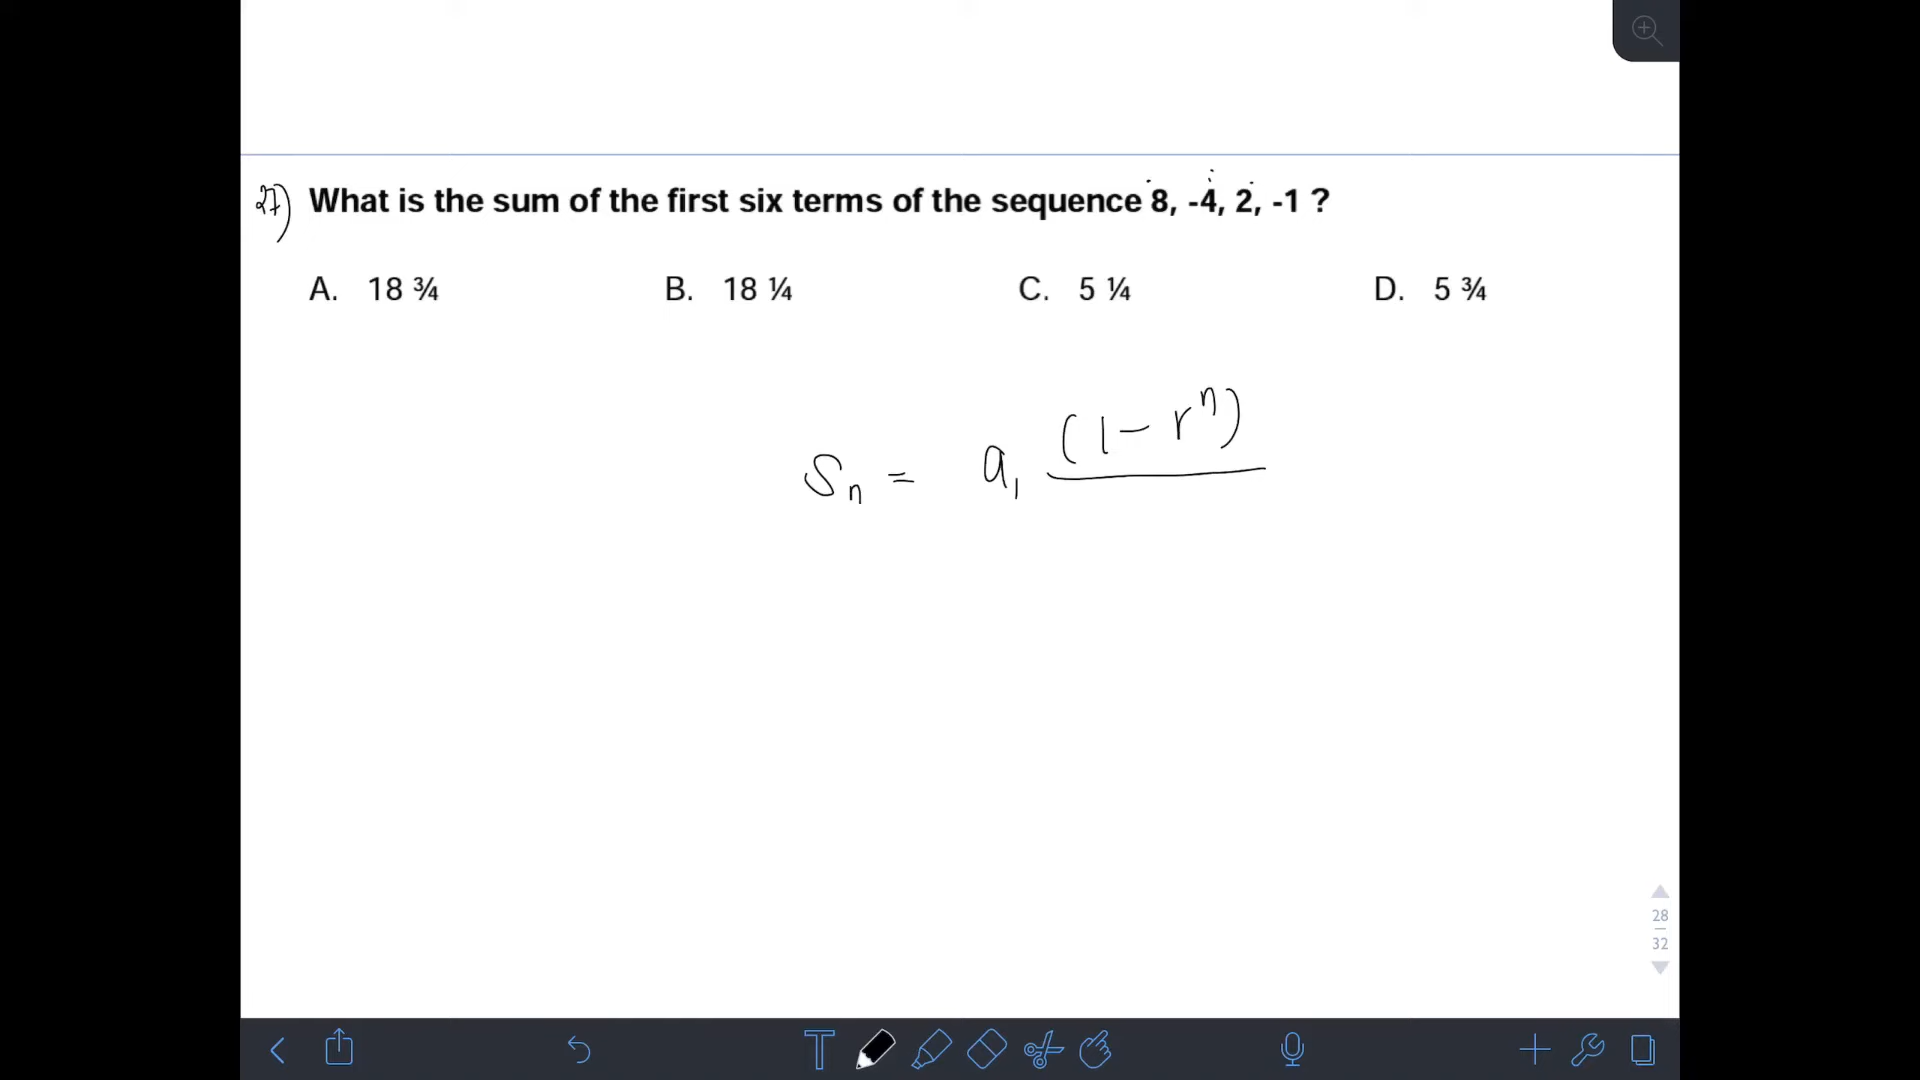 27) What is the sum of the first six terms of the sequence 8, -4, 2, -1 ?
A. 18 ¾ B. 18 ¼ C. 5 ¼ D. 5 ¾
Sₙ = a₁ (1 - rⁿ)
28
32
T